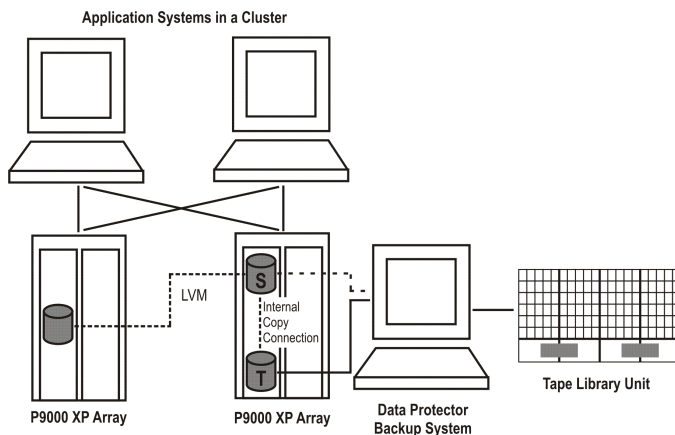 Application Systems in a Cluster
LVM
S
Internal
Copy
Connection
T
P9000 XP Array
P9000 XP Array
Data Protector
Backup System
Tape Library Unit